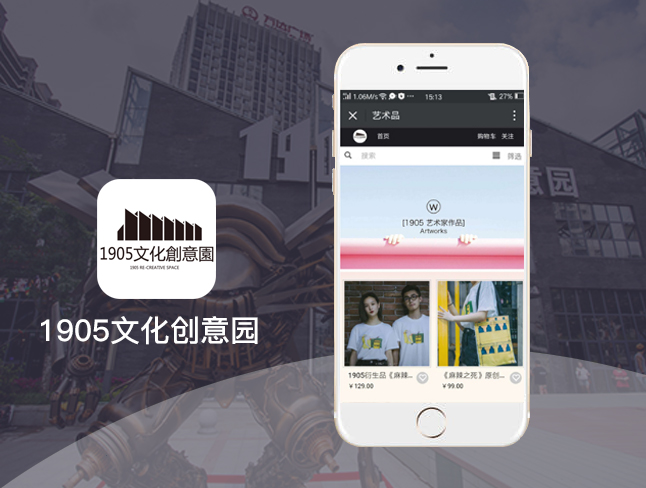 万达广场
19
意园
1905文化創意園
1905 RE-CREATIVE SPACE
1905文化创意园
1.06M/s
15:13
27%
艺术品
首页
购物车 关注
搜索
筛选
W
[1905 艺术家作品]
Artworks
1905衍生品《麻辣...
￥129.00
《麻辣之死》原创...
￥99.00